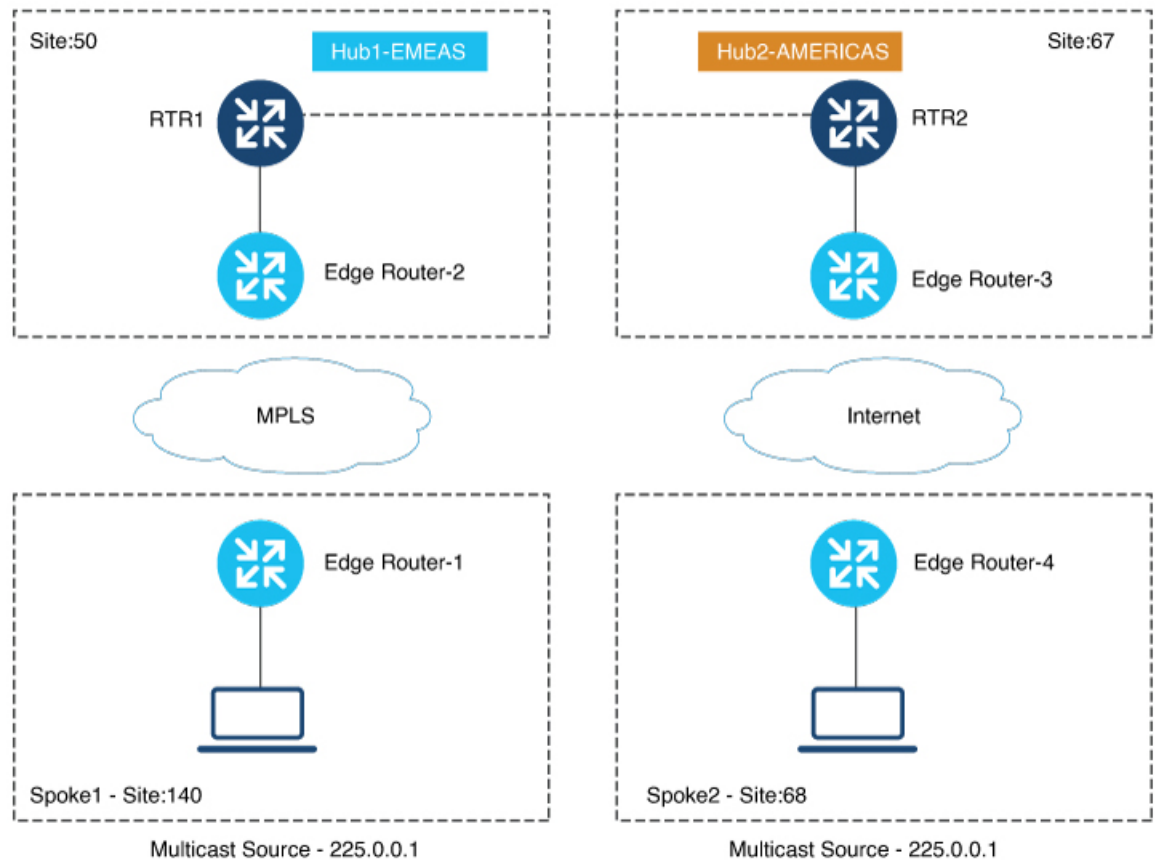 Site:50
Hub1-EMEAS
Hub2-AMERICAS
Site:67
RTR1
RTR2
Edge Router-2
Edge Router-3
MPLS
Internet
Edge Router-1
Edge Router-4
Spoke1 - Site:140
Spoke2 - Site:68
Multicast Source - 225.0.0.1
Multicast Source - 225.0.0.1